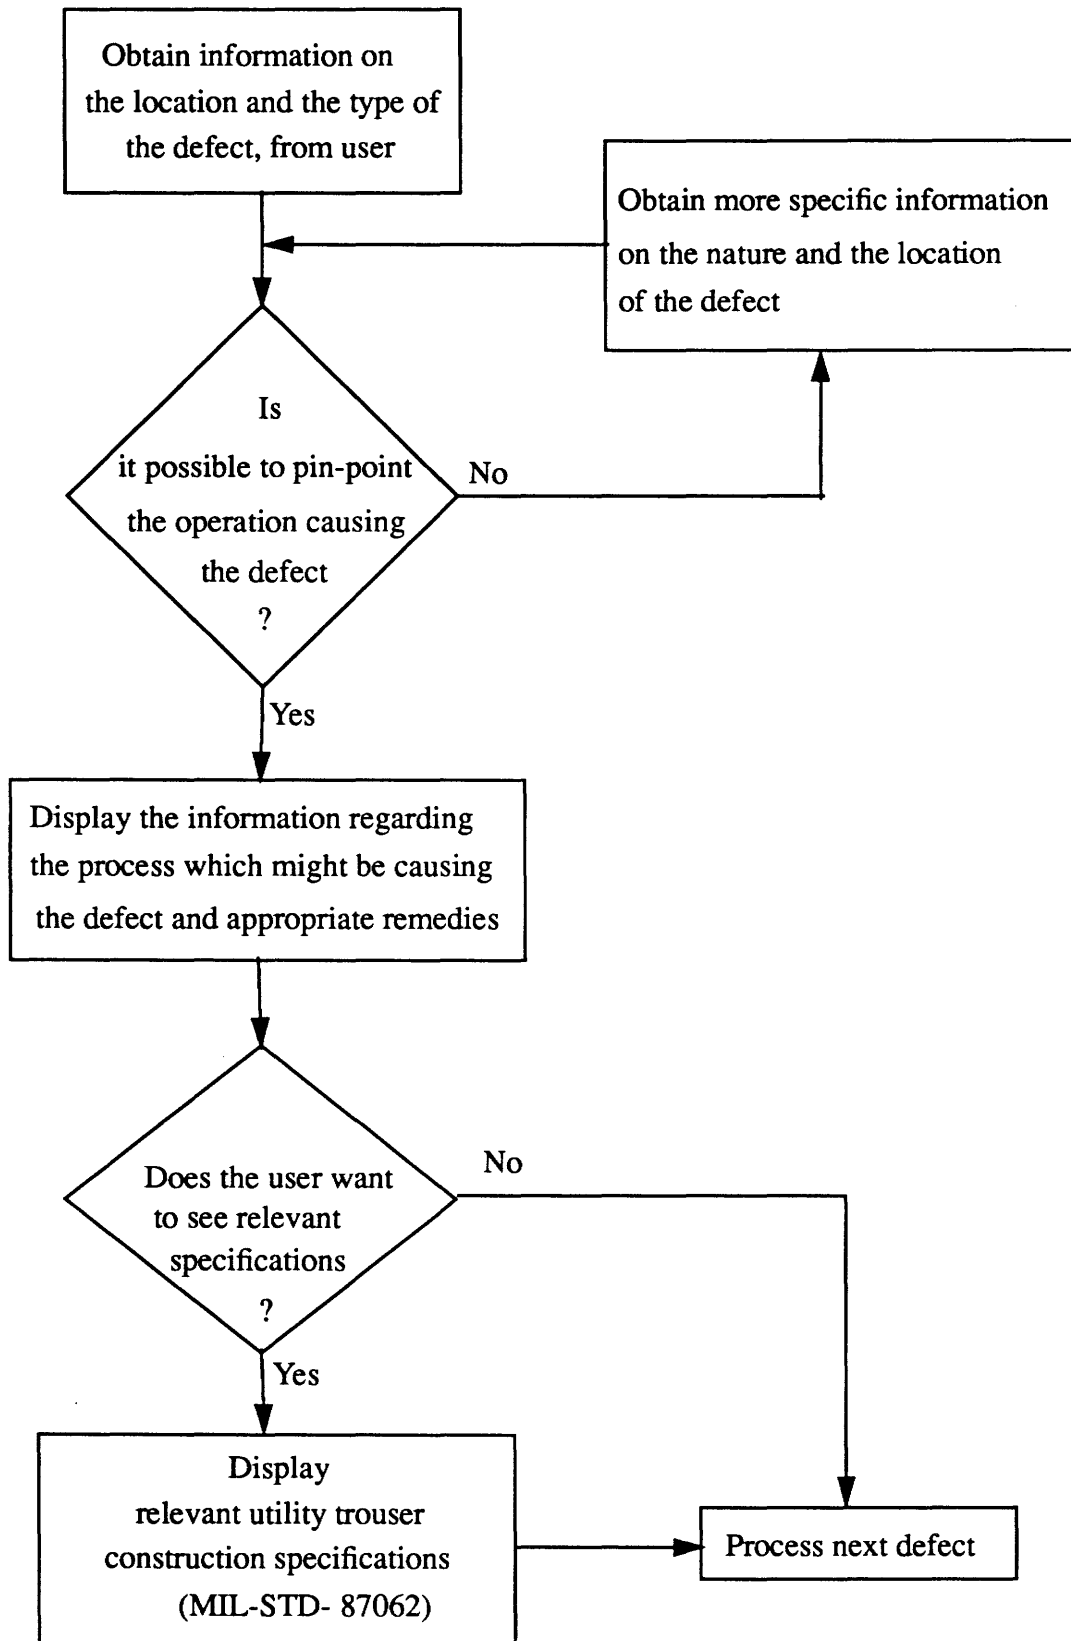 Obtain information on
the location and the type of
the defect, from user
Obtain more specific information
on the nature and the location
of the defect
Is
it possible to pin-point
the operation causing
the defect
?
No
Yes
Display the information regarding
the process which might be causing
the defect and appropriate remedies
Does the user want
to see relevant
specifications
?
No
Yes
Display
relevant utility trouser
construction specifications
(MIL-STD- 87062)
Process next defect